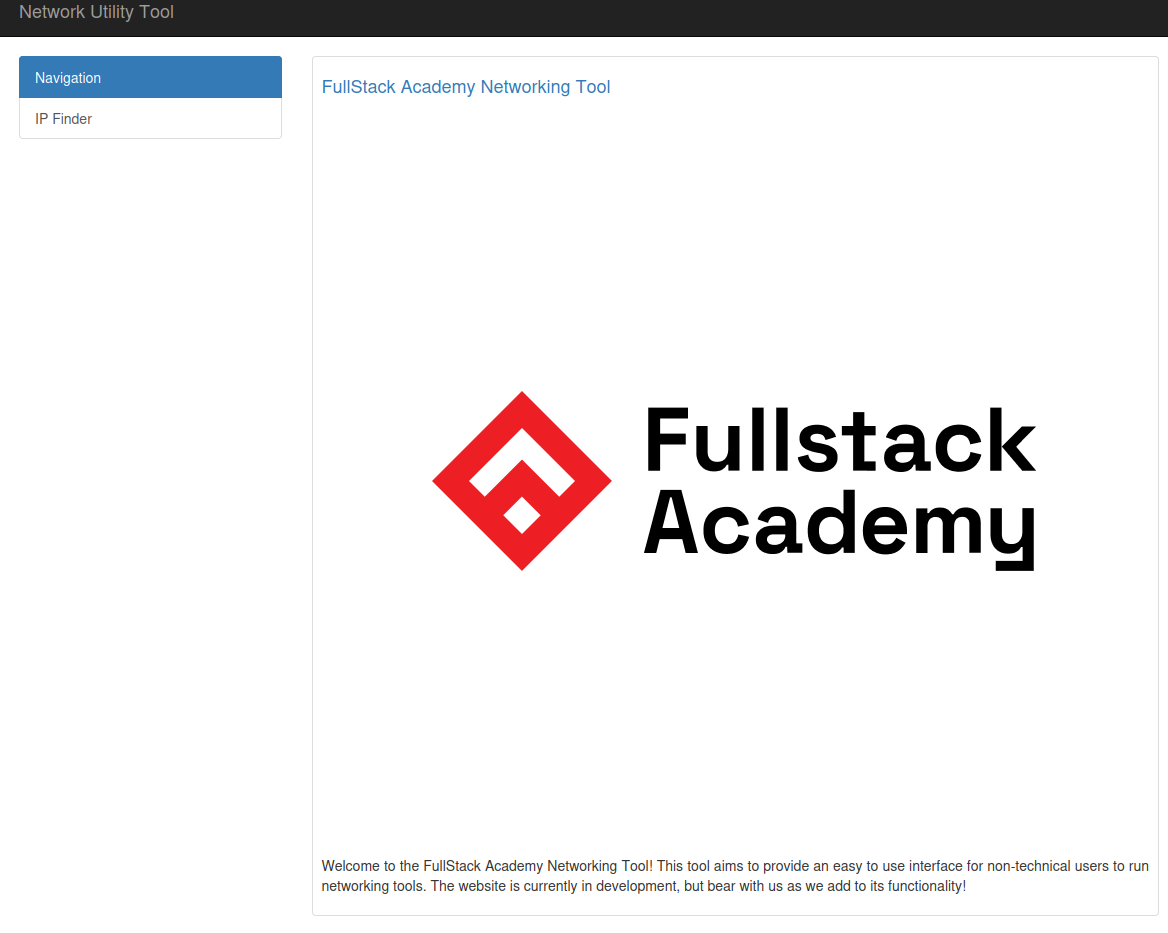 Network Utility Tool
Navigation
IP Finder
FullStack Academy Networking Tool
Fullstack
Academy
Welcome to the FullStack Academy Networking Tool! This tool aims to provide an easy to use interface for non-technical users to run
networking tools. The website is currently in development, but bear with us as we add to its functionality!